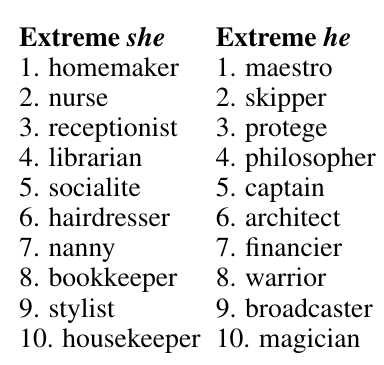 Extreme she Extreme he
1. homemaker 1. maestro
2. nurse 2. skipper
3. receptionist 3. protege
4. librarian 4. philosopher
5. socialite 5. captain
6. hairdresser 6. architect
7. nanny 7. financier
8. bookkeeper 8. warrior
9. stylist 9. broadcaster
10. housekeeper 10. magician